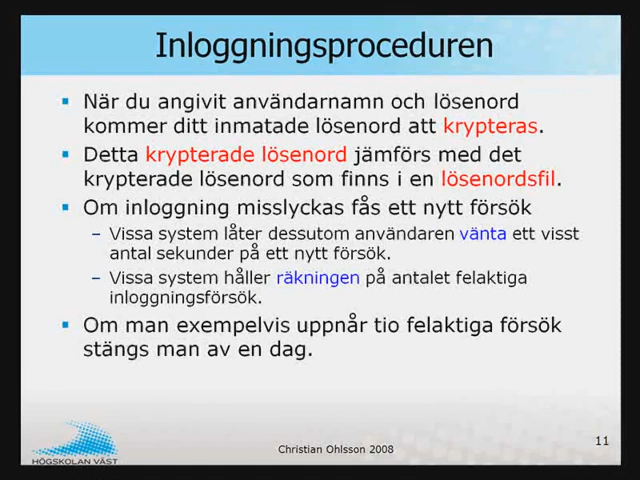 Inloggningsproceduren
▪ När du angivit användarnamn och lösenord
kommer ditt inmatade lösenord att krypteras.
▪ Detta krypterade lösenord jämförs med det
krypterade lösenord som finns i en lösenordsfil.
▪ Om inloggning misslyckas fås ett nytt försök
– Vissa system låter dessutom användaren vänta ett visst
antal sekunder på ett nytt försök.
– Vissa system håller räkningen på antalet felaktiga
inloggningsförsök.
▪ Om man exempelvis uppnår tio felaktiga försök
stängs man av en dag.
HÖGSKOLAN VÄST
Christian Ohlsson 2008
11